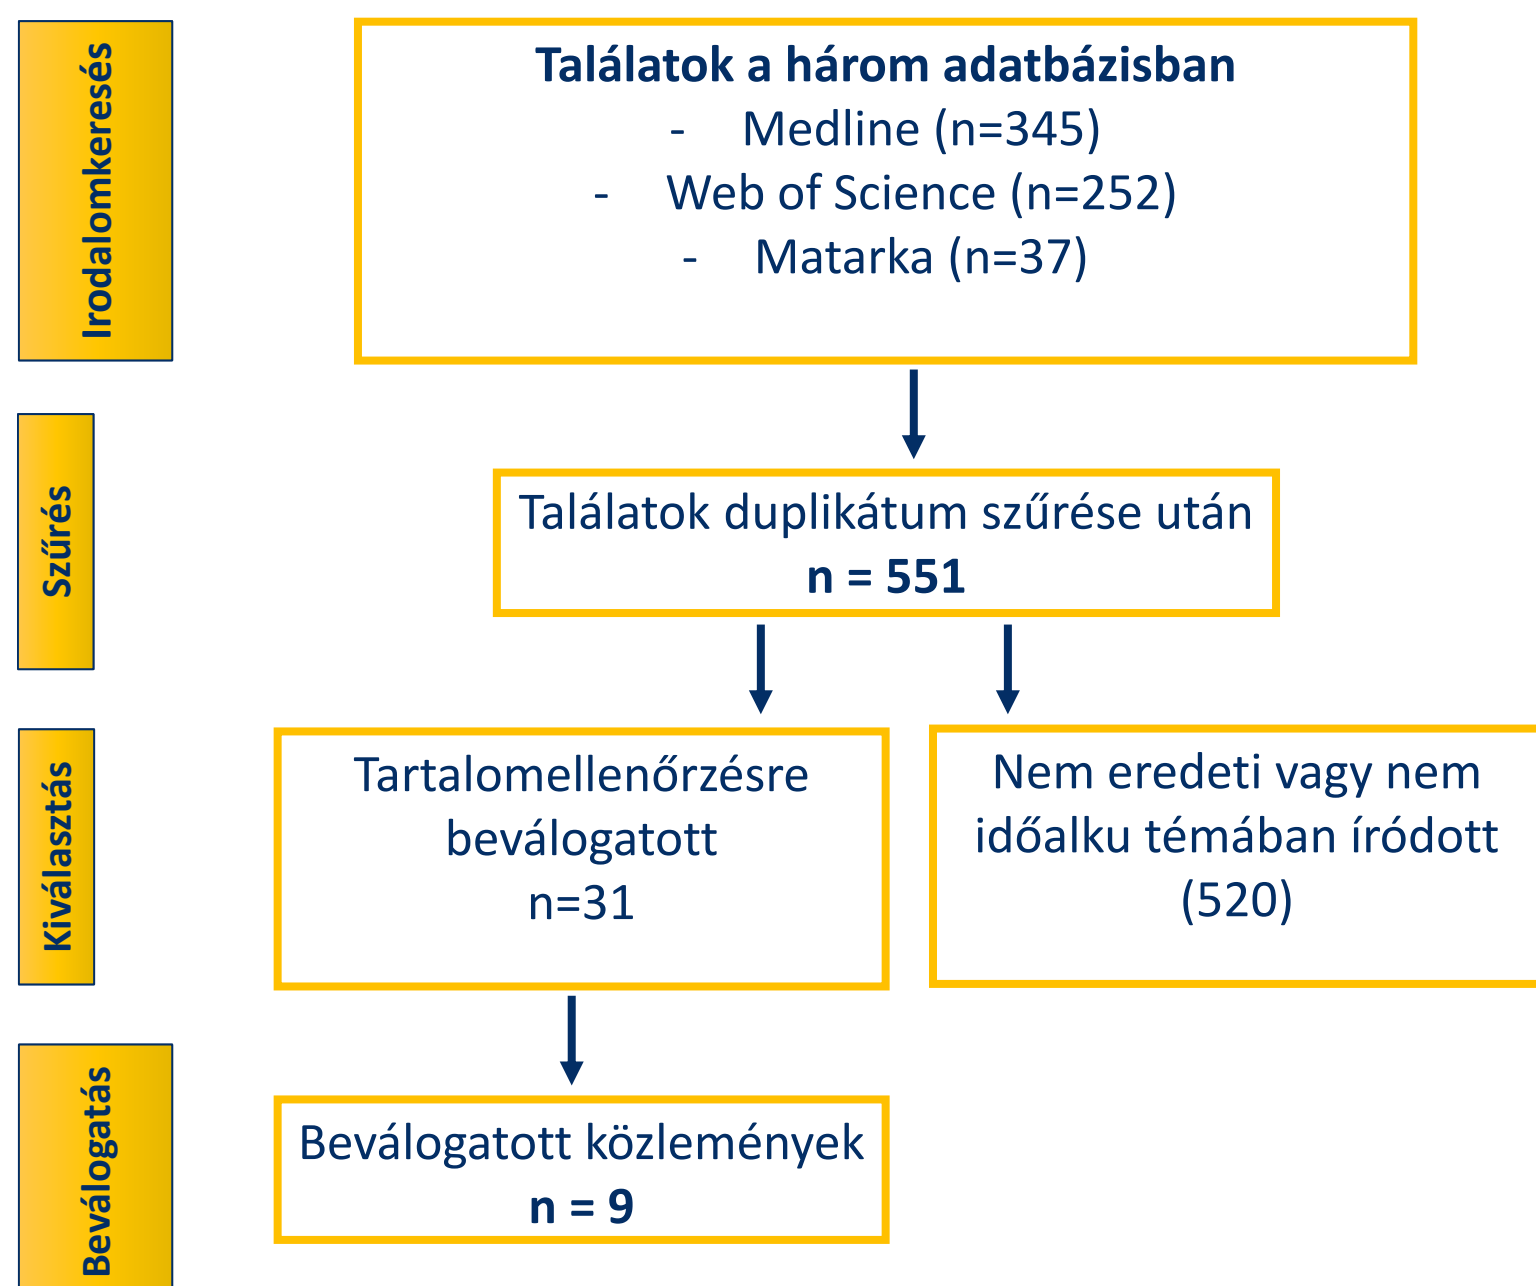 Irodalomkeresés
Találatok a három adatbázisban
- Medline (n=345)
- Web of Science (n=252)
- Matarka (n=37)
Szűrés
Találatok duplikátum szűrése után
n = 551
Kiválasztás
Tartalomellenőrzésre
beválogatott
n=31
Nem eredeti vagy nem
időalku témában íródott
(520)
Beválogatás
Beválogatott közlemények
n = 9